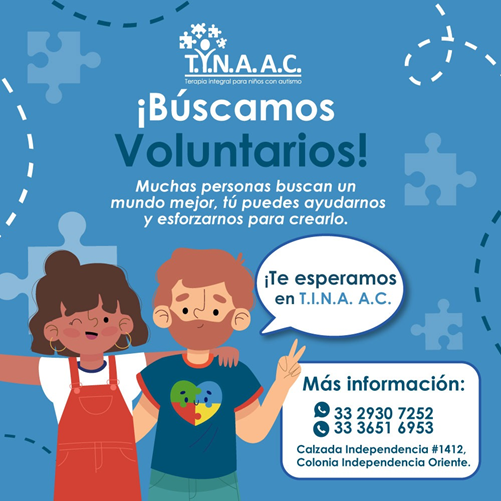 T.I.N.A. A.C.
Terapia integral para niños con autismo
¡Búscamos
Voluntarios!
Muchas personas buscan un
mundo mejor, tú puedes ayudarnos
y esforzarnos para crearlo.
¡Te esperamos
en T.I.N.A. A.C.
Más información:
33 2930 7252
33 3651 6953
Calzada Independencia #1412,
Colonia Independencia Oriente.